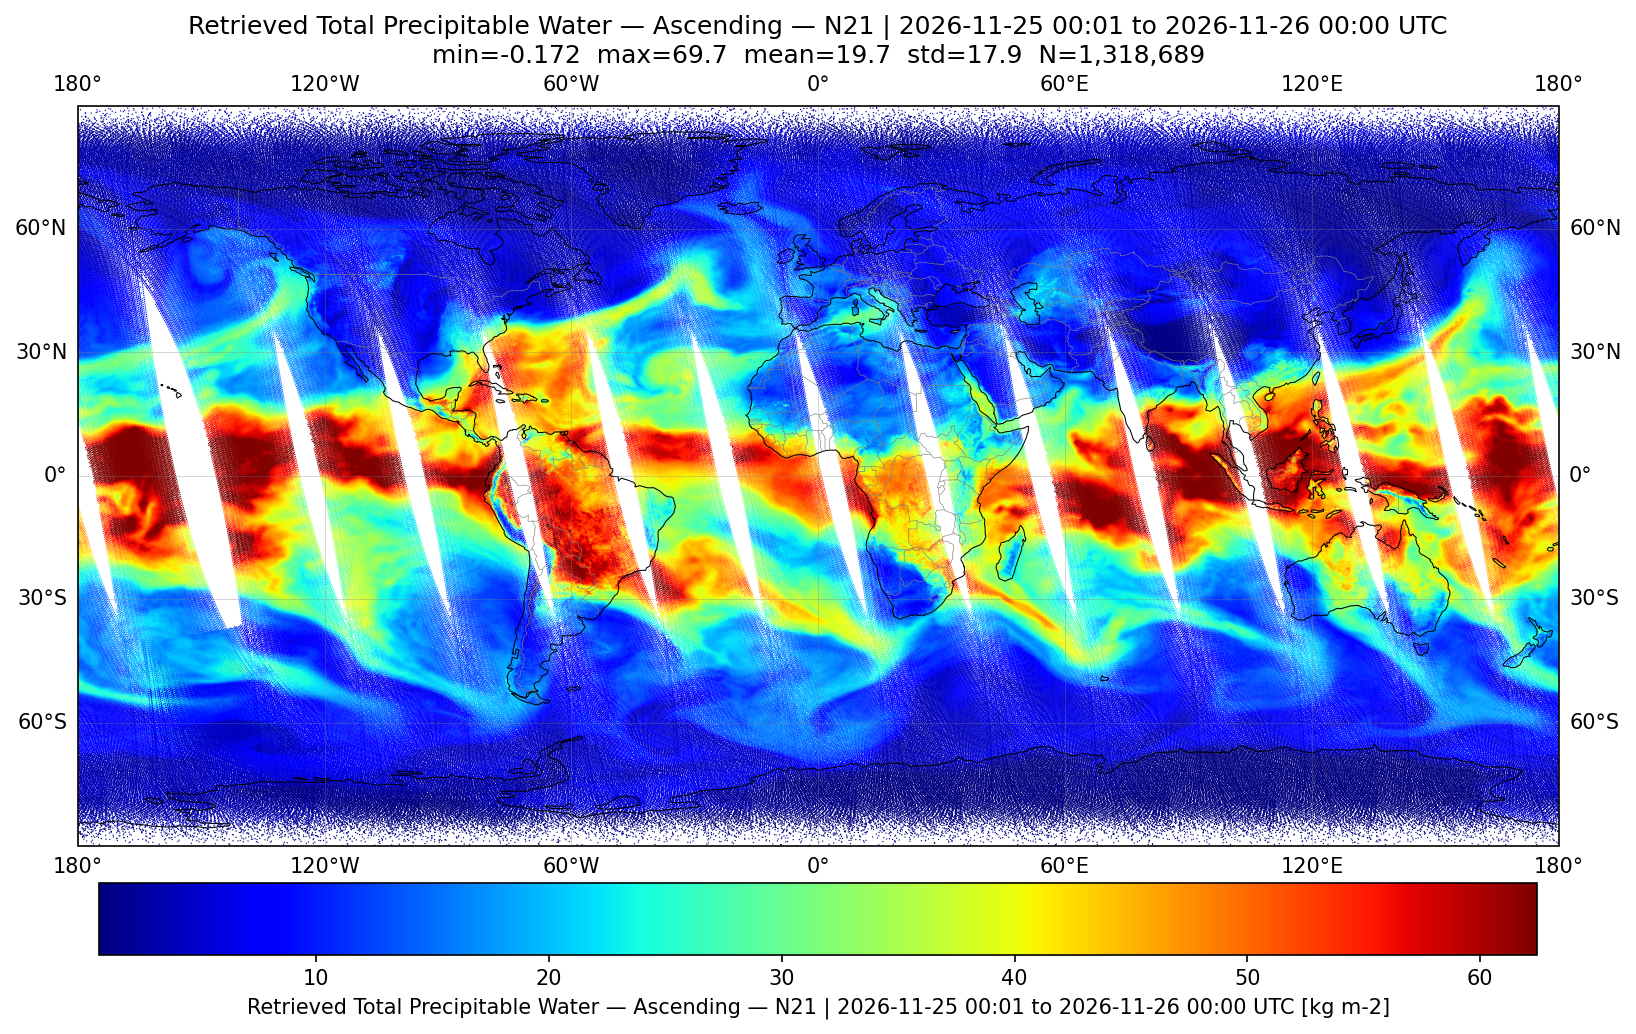 Retrieved Total Precipitable Water — Ascending — N21 | 2026-11-25 00:01 to 2026-11-26 00:00 UTC
min=-0.172  max=69.7  mean=19.7  std=17.9  N=1,318,689
180° 120°W 60°W 0° 60°E 120°E 180°
60°N 60°N
30°N 30°N
0° 0°
30°S 30°S
60°S 60°S
180° 120°W 60°W 0° 60°E 120°E 180°
10 20 30 40 50 60
Retrieved Total Precipitable Water — Ascending — N21 | 2026-11-25 00:01 to 2026-11-26 00:00 UTC [kg m-2]